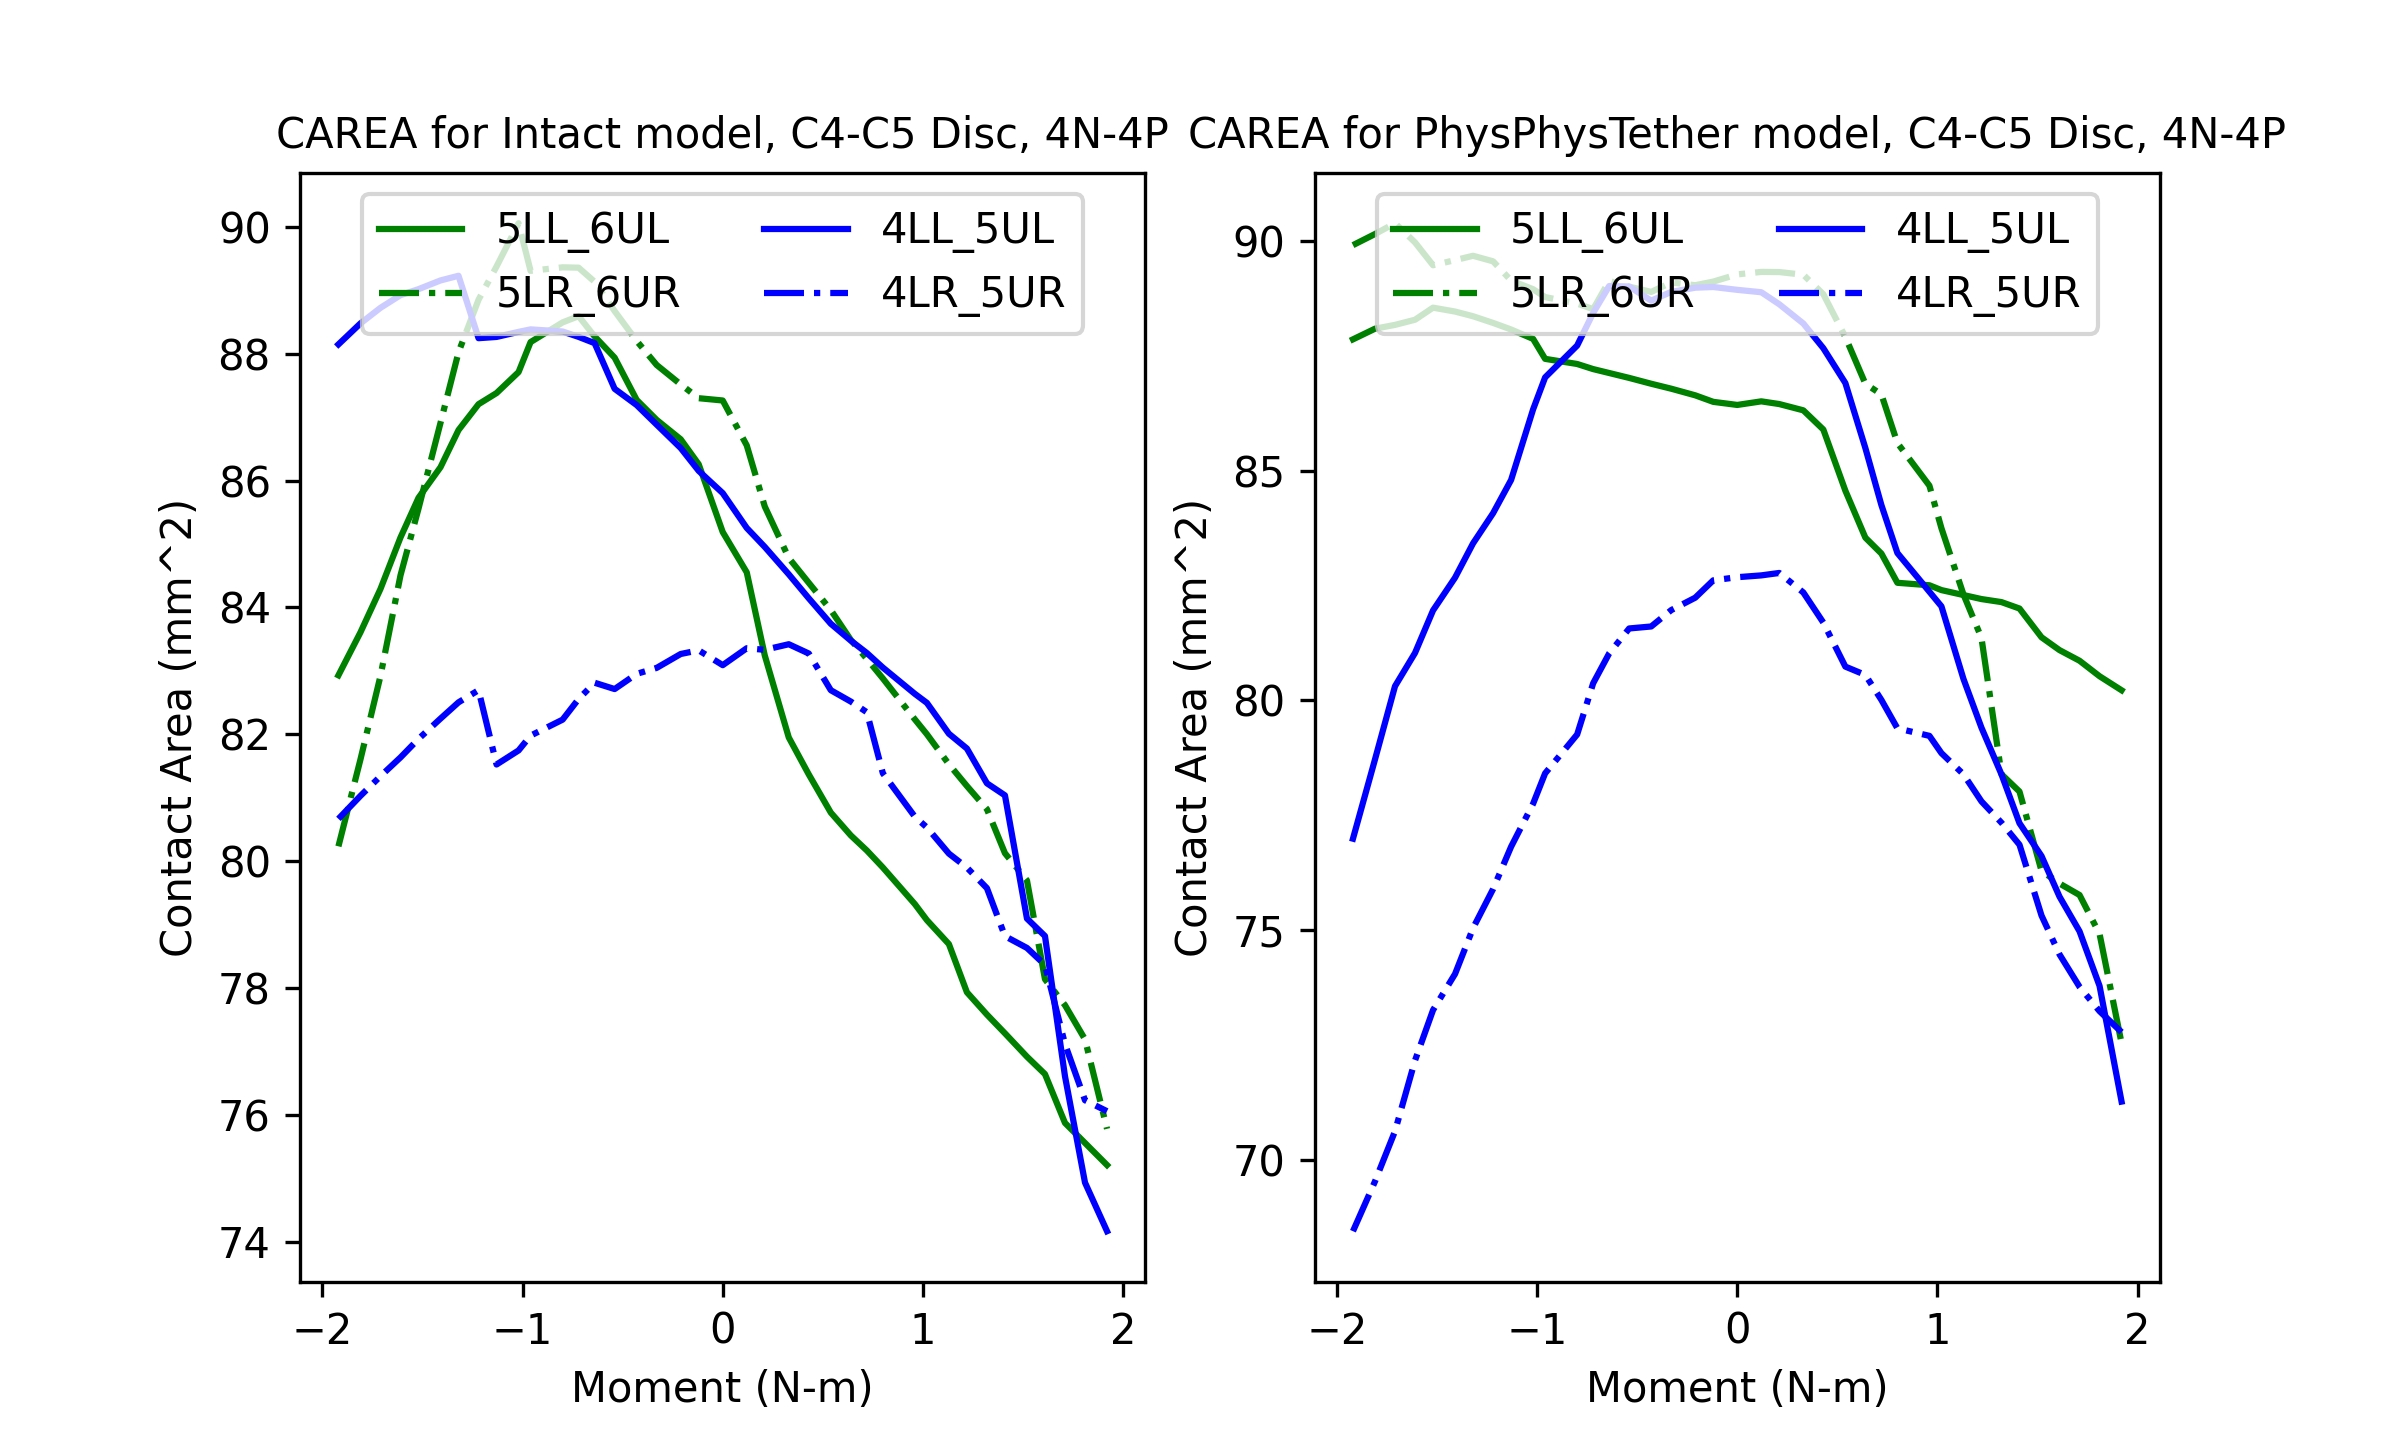 CAREA for Intact model, C4-C5 Disc, 4N-4P
5LL_6UL
4LL_5UL
5LR_6UR
4LR_5UR
90
88
86
84
82
80
78
76
74
Contact Area (mm^2)
−2
−1
0
1
2
Moment (N-m)
CAREA for PhysPhysTether model, C4-C5 Disc, 4N-4P
5LL_6UL
4LL_5UL
5LR_6UR
4LR_5UR
90
85
80
75
70
Contact Area (mm^2)
−2
−1
0
1
2
Moment (N-m)